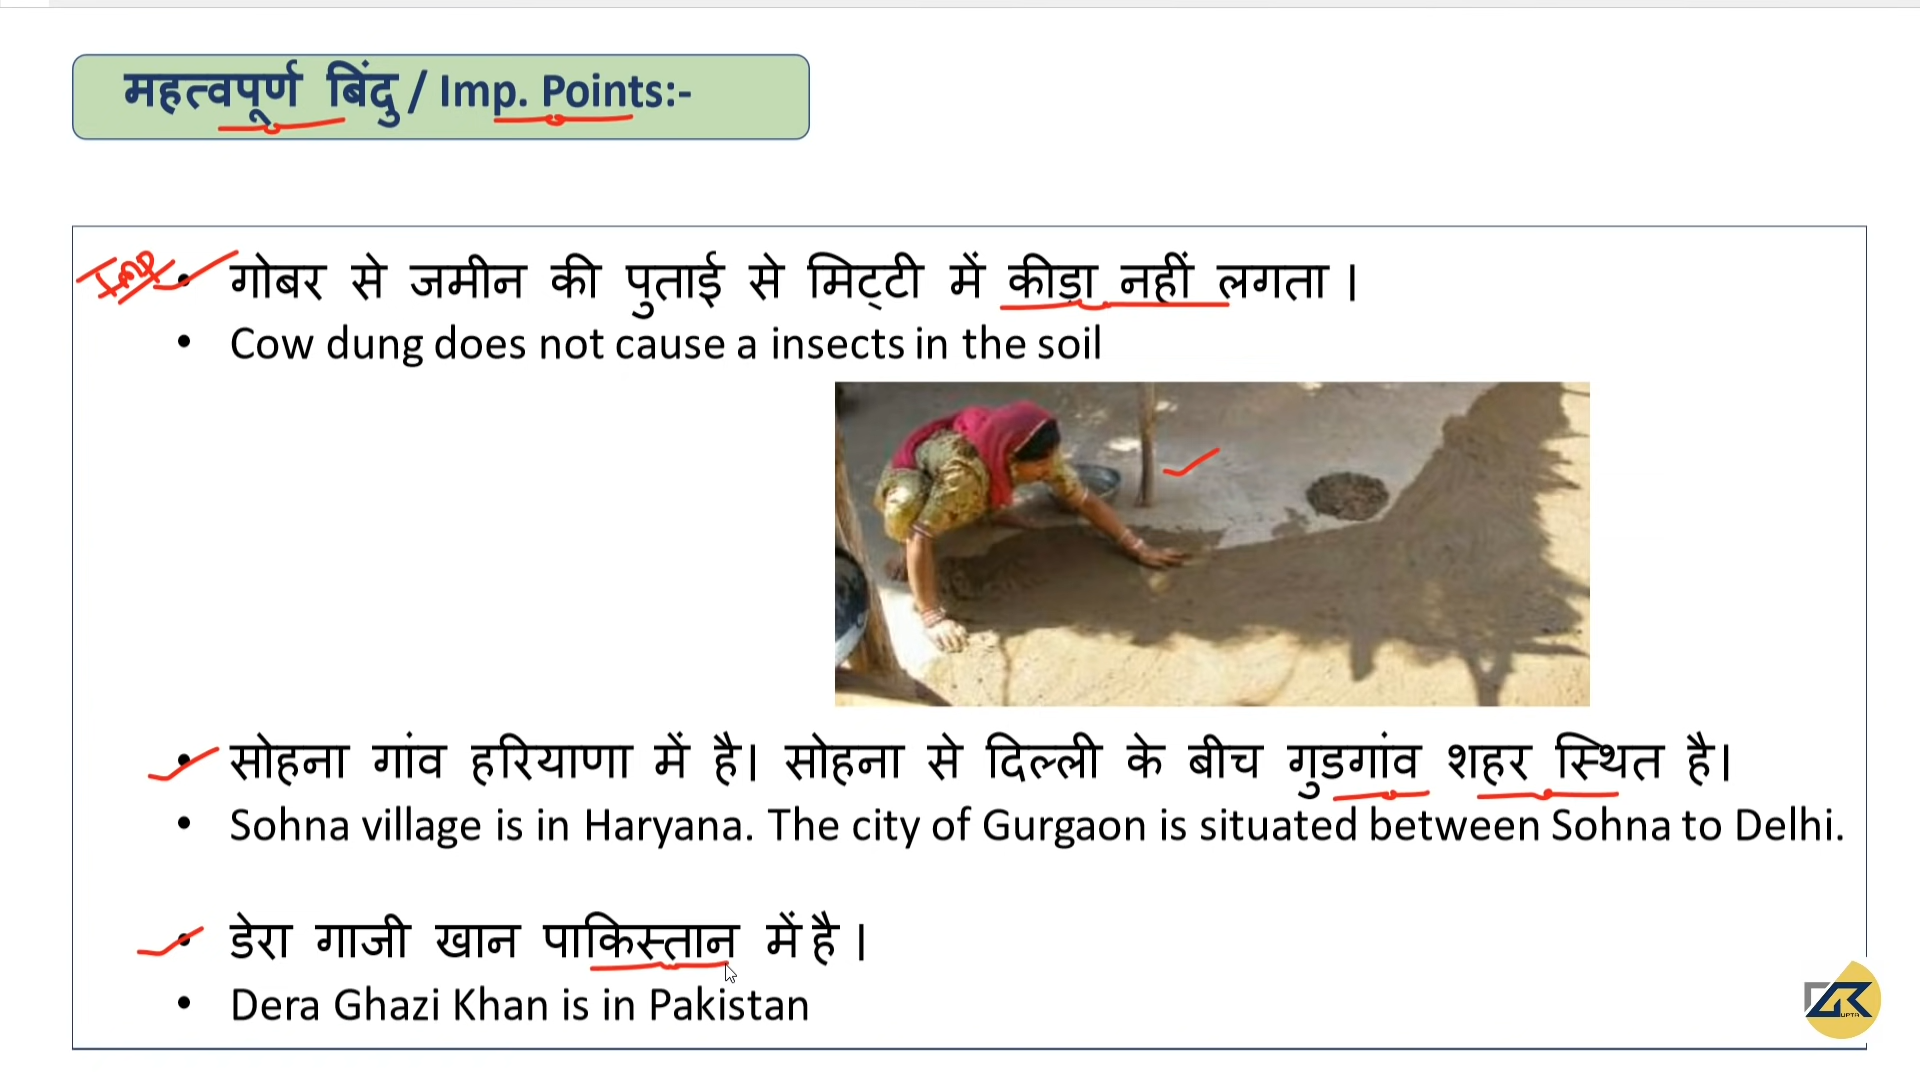 महत्वपूर्ण बिंदु / Imp. Points:-
Imp
• गोबर से जमीन की पुताई से मिट्टी में कीड़ा नहीं लगता |
• Cow dung does not cause a insects in the soil
• सोहना गांव हरियाणा में है। सोहना से दिल्ली के बीच गुडगांव शहर स्थित है।
• Sohna village is in Haryana. The city of Gurgaon is situated between Sohna to Delhi.
• डेरा गाजी खान पाकिस्तान में है |
• Dera Ghazi Khan is in Pakistan
UPTA